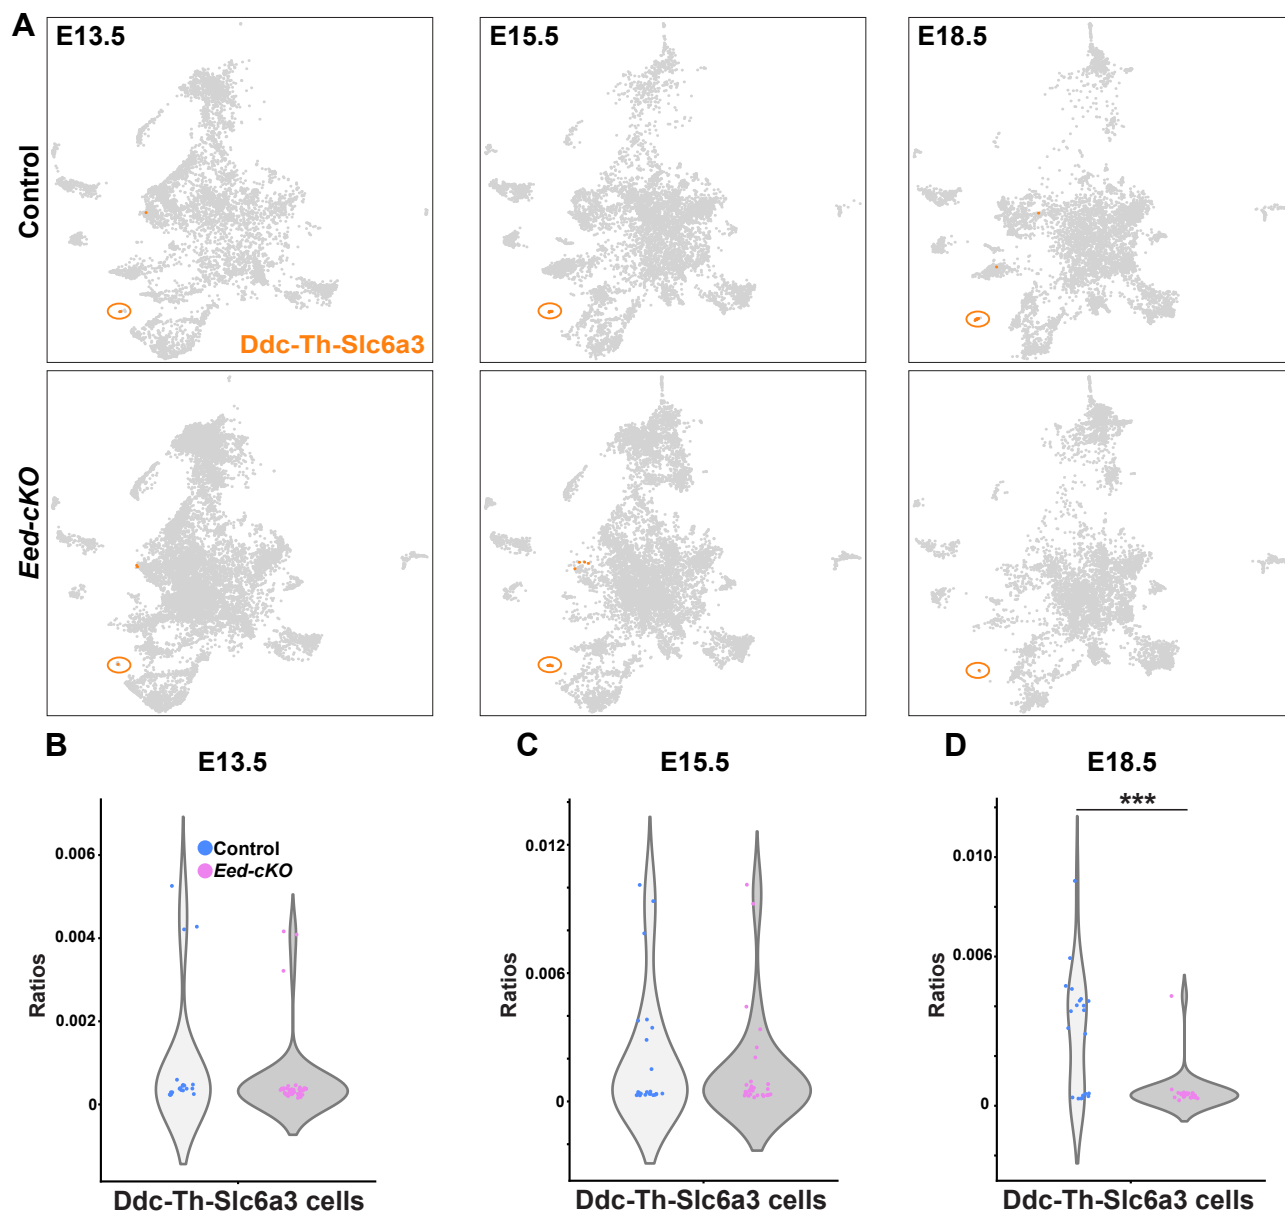 A
E13.5
E15.5
E18.5
Control
Ddc-Th-Slc6a3
Eed-cKO
B
E13.5
C
E15.5
D
E18.5
***
Control
Eed-cKO
Ratios
0.006
0.004
0.002
0
Ratios
0.012
0.006
0
Ratios
0.010
0.006
0
Ddc-Th-Slc6a3 cells
Ddc-Th-Slc6a3 cells
Ddc-Th-Slc6a3 cells